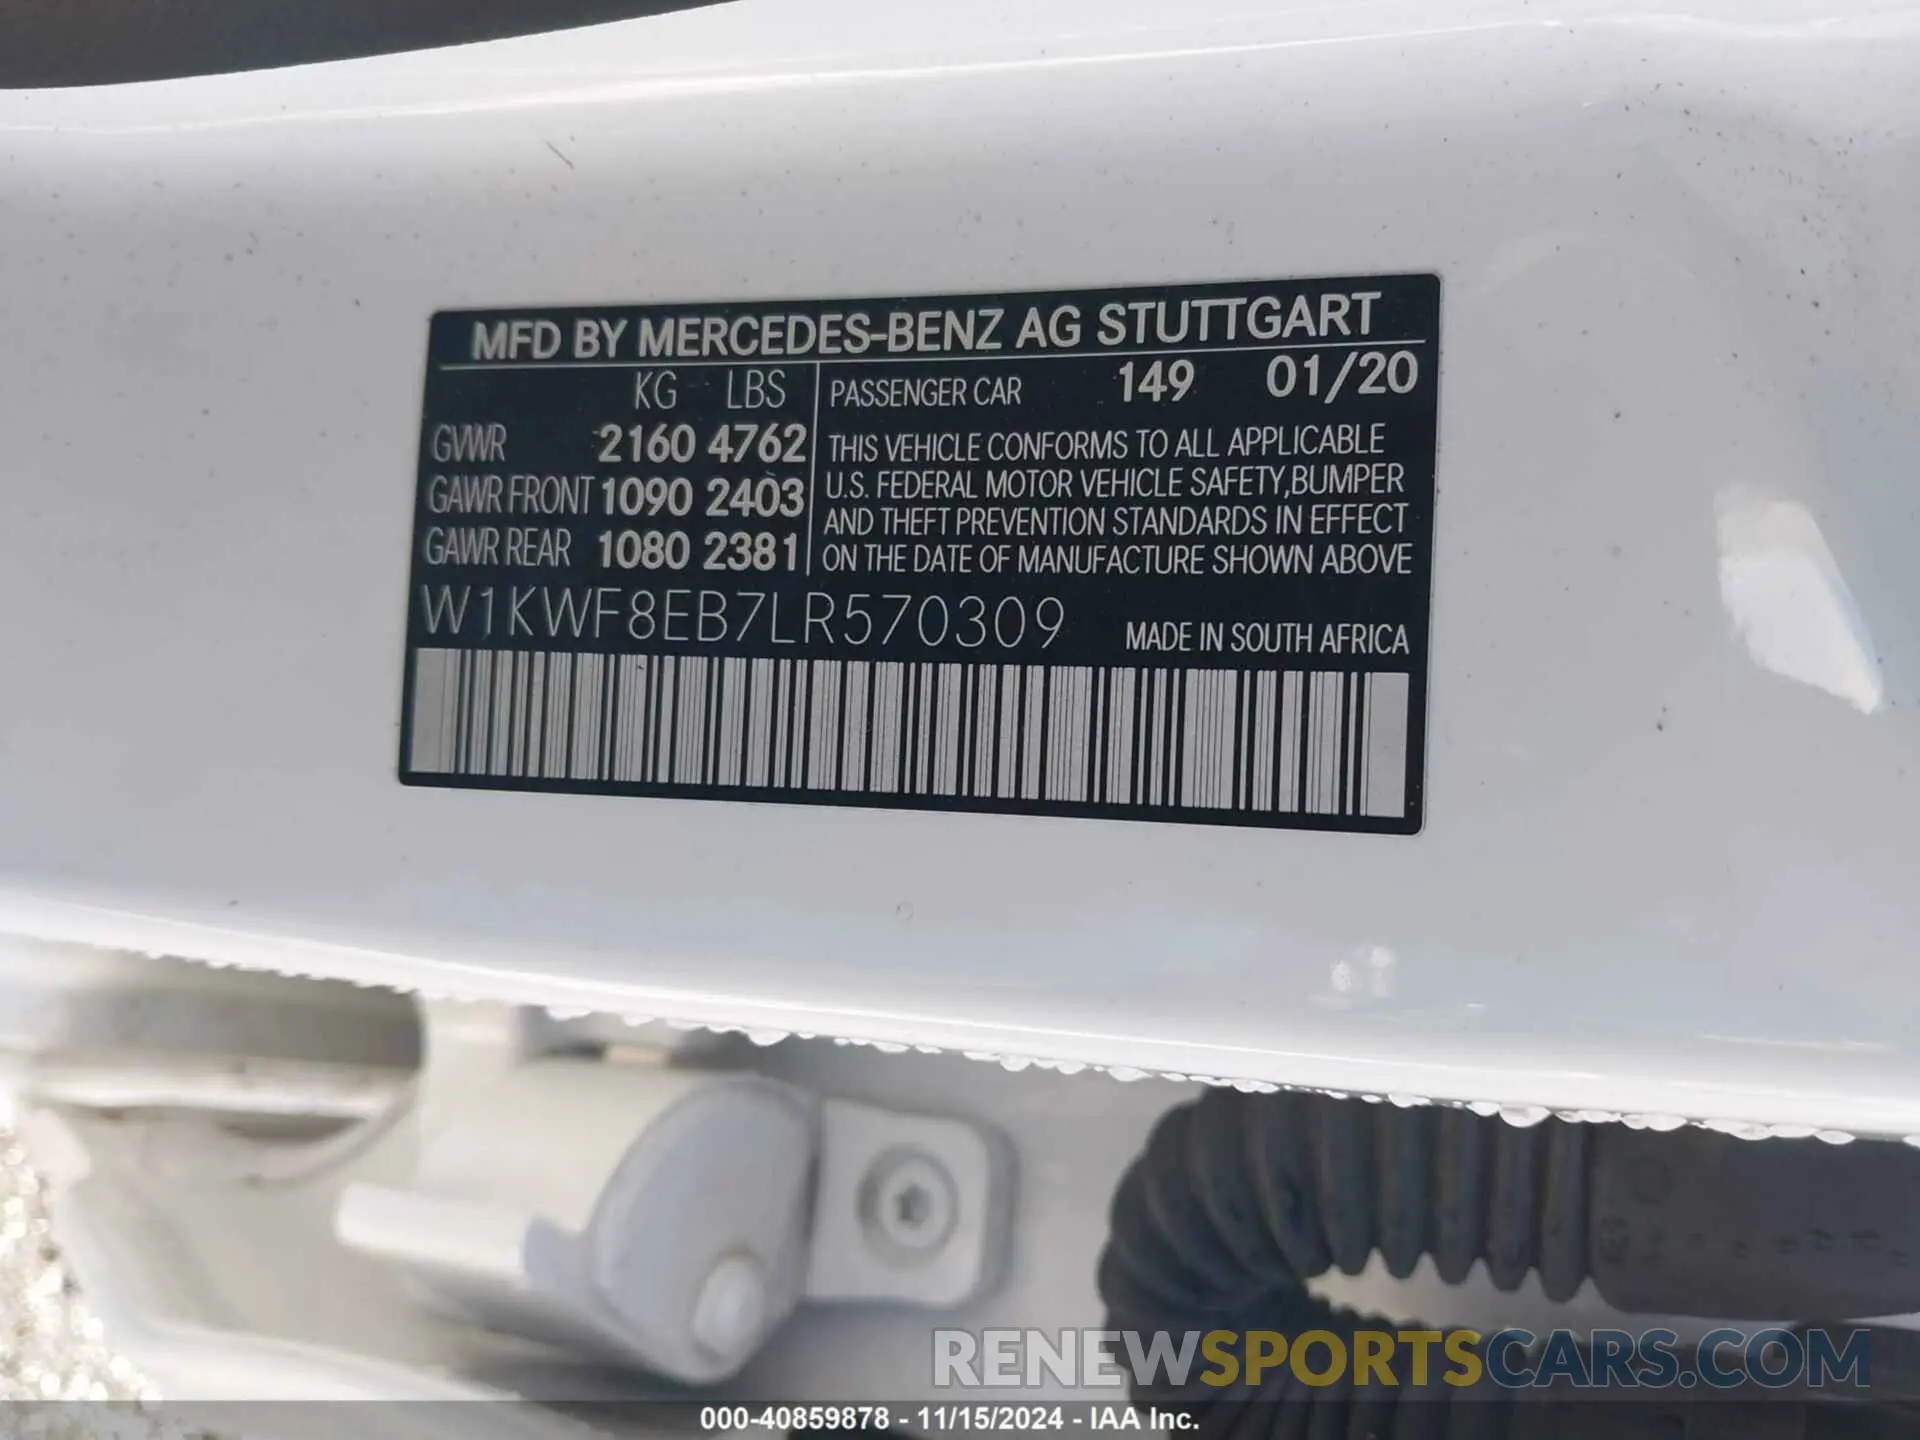 MFD BY MERCEDES-BENZ AG STUTTGART
KG LBS
PASSENGER CAR 149 01/20
GVWR 2160 4762
GAWR FRONT 1090 2403
GAWR REAR 1080 2381
THIS VEHICLE CONFORMS TO ALL APPLICABLE
U.S. FEDERAL MOTOR VEHICLE SAFETY,BUMPER
AND THEFT PREVENTION STANDARDS IN EFFECT
ON THE DATE OF MANUFACTURE SHOWN ABOVE
W1KWF8EB7LR570309
MADE IN SOUTH AFRICA
RENEWSPORTSCARS.COM
000-40859878 - 11/15/2024 - IAA Inc.